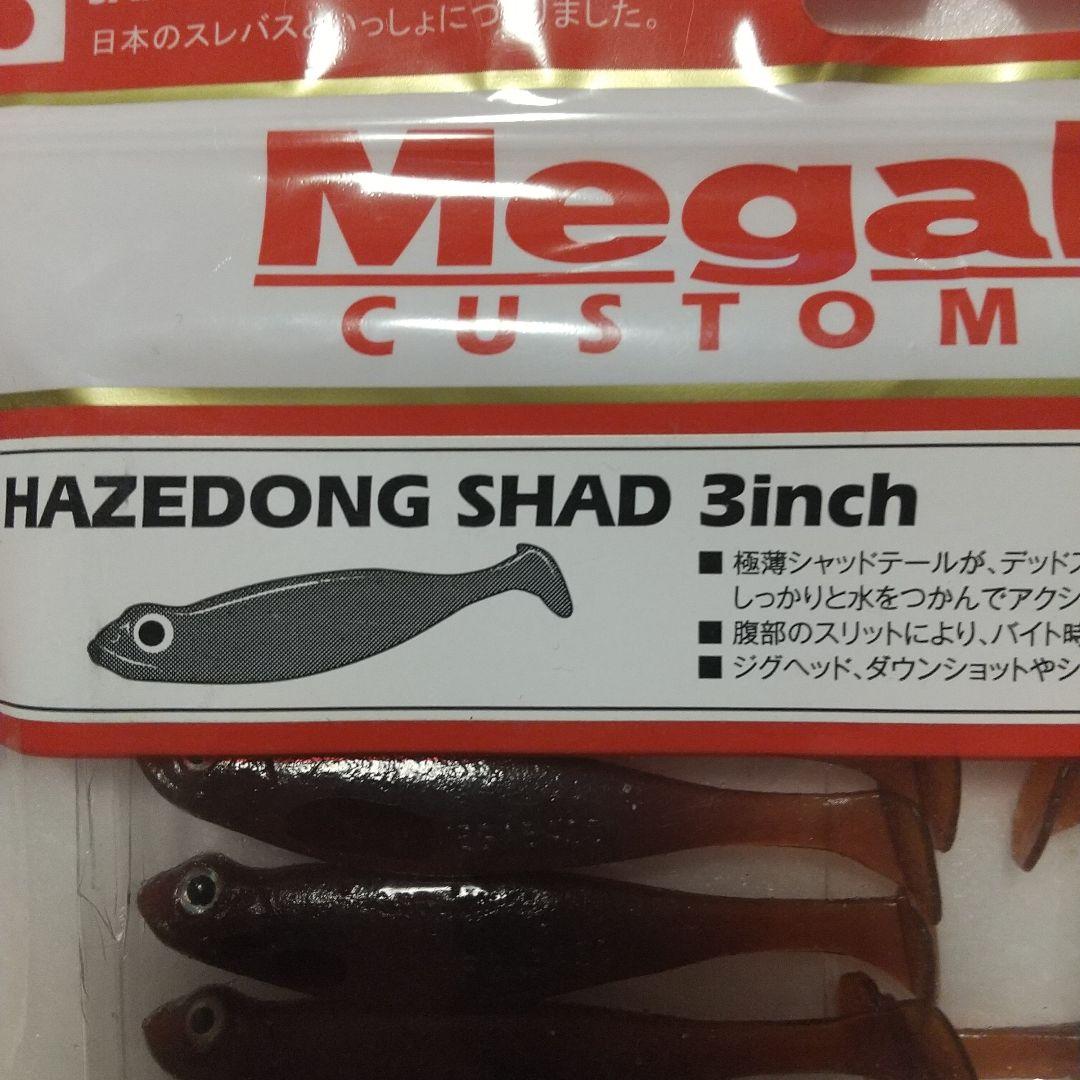 日本のスレバスといっしょにつくりました。
Megab
CUSTOM
HAZEDONG SHAD 3inch
■ 極薄シャッドテールが、デッドス
しっかりと水をつかんでアクシ
■ 腹部のスリットにより、バイト時
■ ジグヘッド、ダウンショットやシ